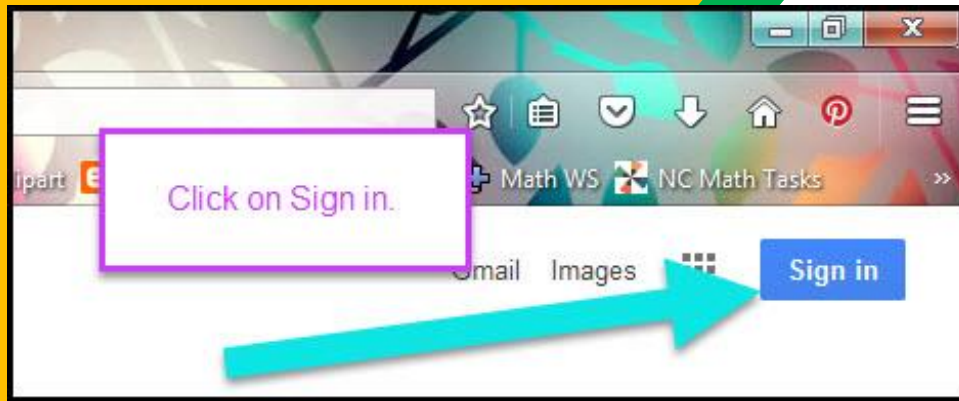 ipart Math WS NC Math Tasks »
Click on Sign in.
Gmail Images Sign in